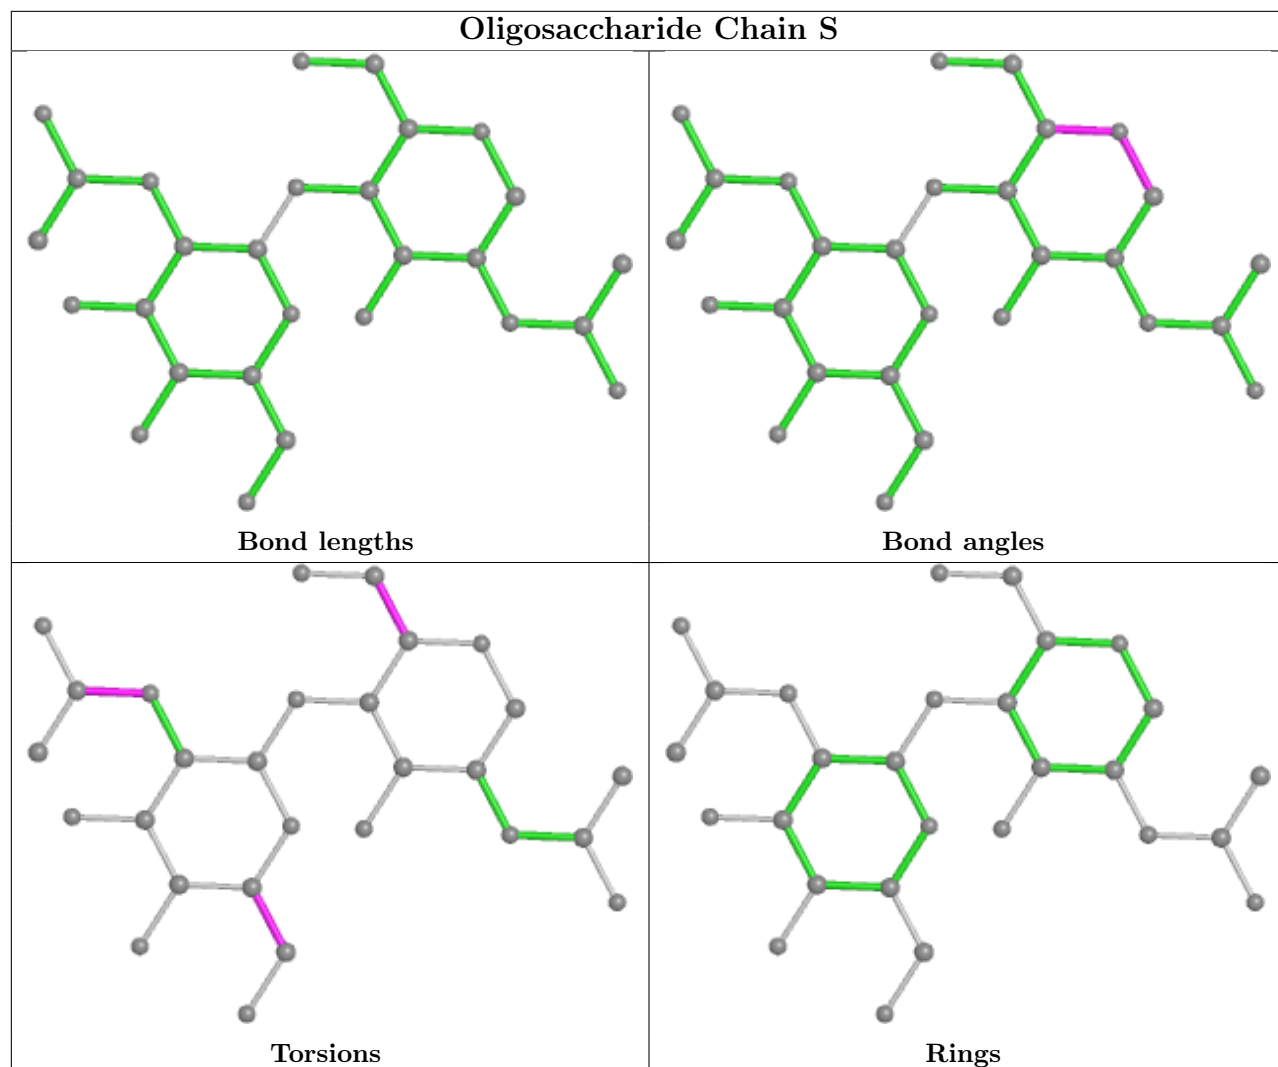 Oligosaccharide Chain S
Bond lengths
Bond angles
Torsions
Rings